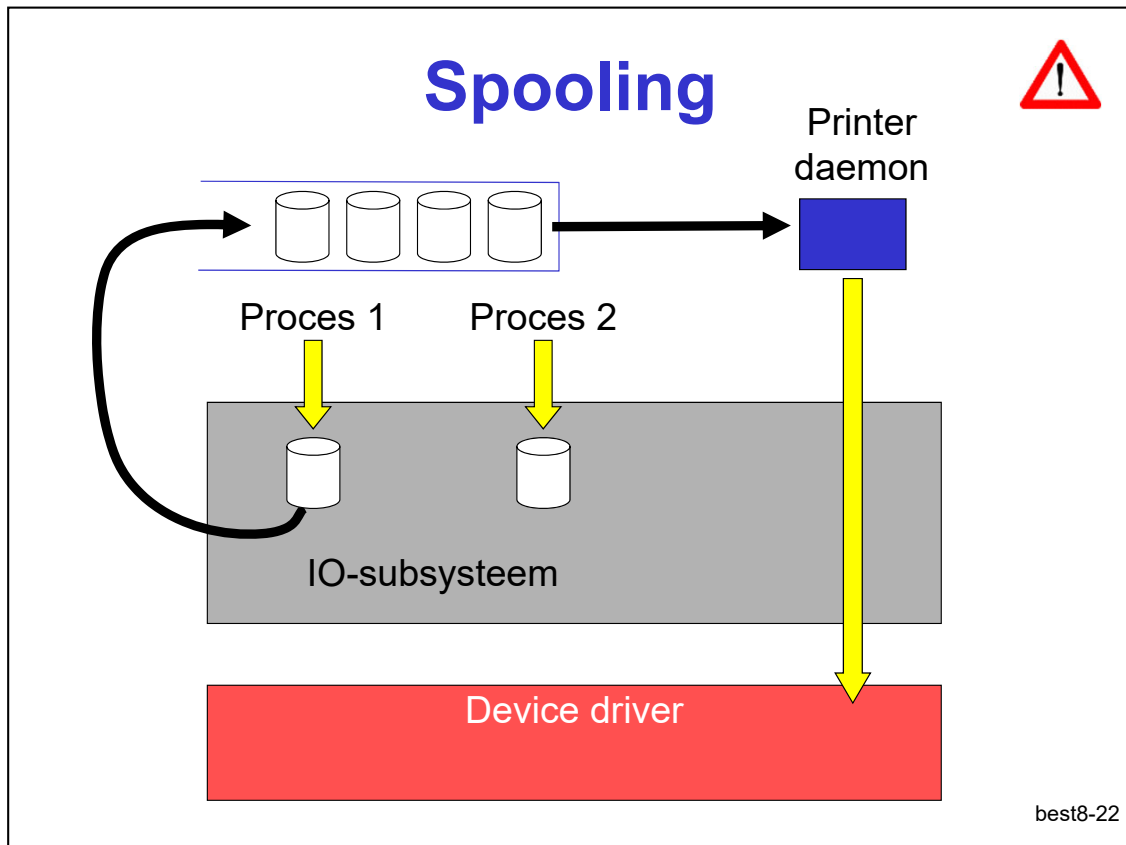 Spooling
Printer
daemon
Proces 1
Proces 2
IO-subsysteem
Device driver
best8-22